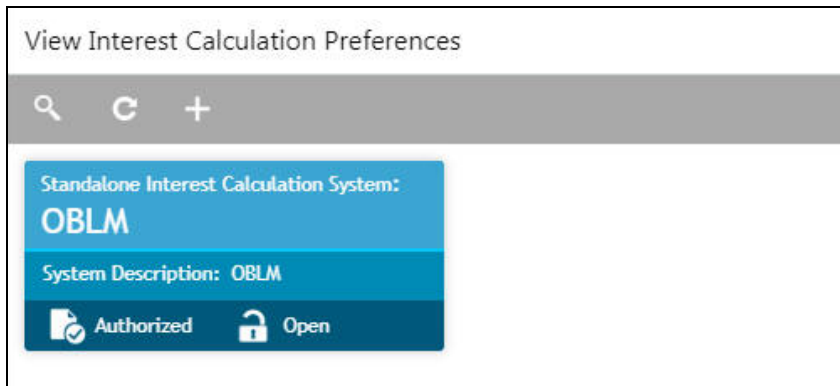 View Interest Calculation Preferences
Standalone Interest Calculation System:
OBLM
System Description: OBLM
Authorized Open